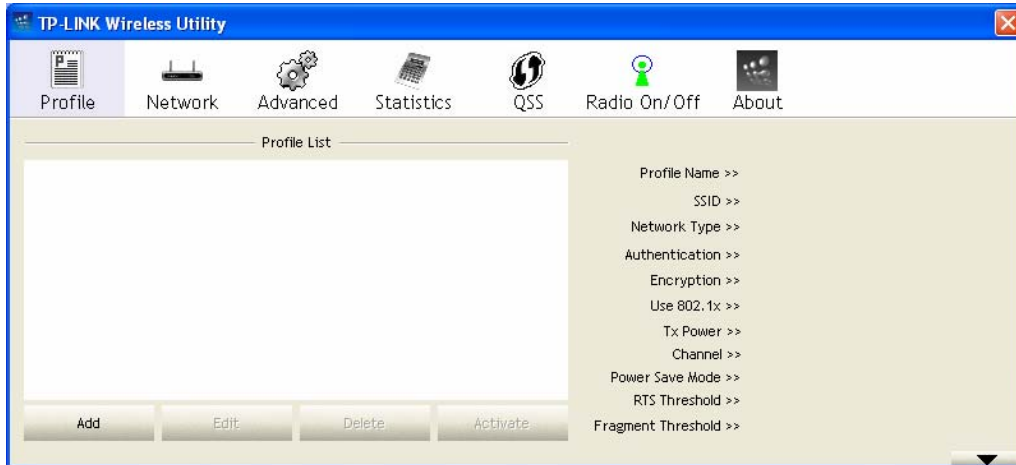 TP-LINK Wireless Utility
Profile Network Advanced Statistics QSS Radio On/Off About
Profile List
Profile Name >>
SSID >>
Network Type >>
Authentication >>
Encryption >>
Use 802.1x >>
Tx Power >>
Channel >>
Power Save Mode >>
RTS Threshold >>
Fragment Threshold >>
Add Edit Delete Activate